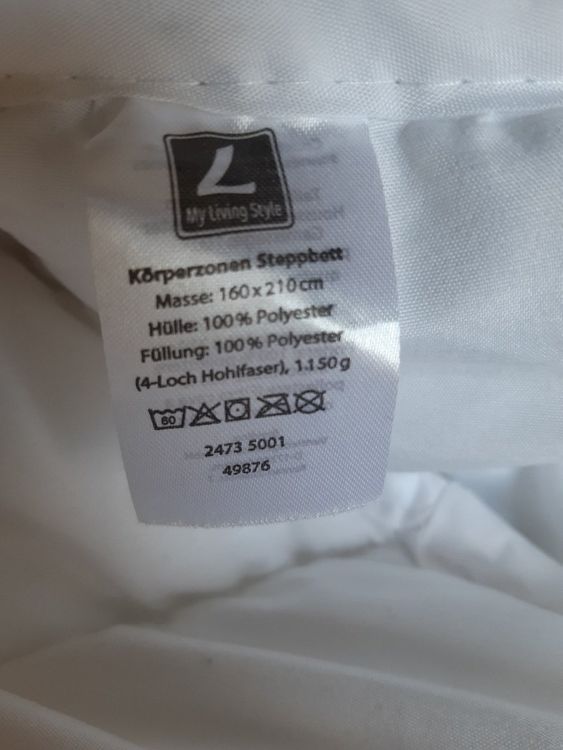 My Living Style
Körperzonen Steppbett
Masse: 160 x 210 cm
Hülle: 100 % Polyester
Füllung: 100 % Polyester
(4-Loch Hohlfaser), 1.150 g
60
2473 5001
49876